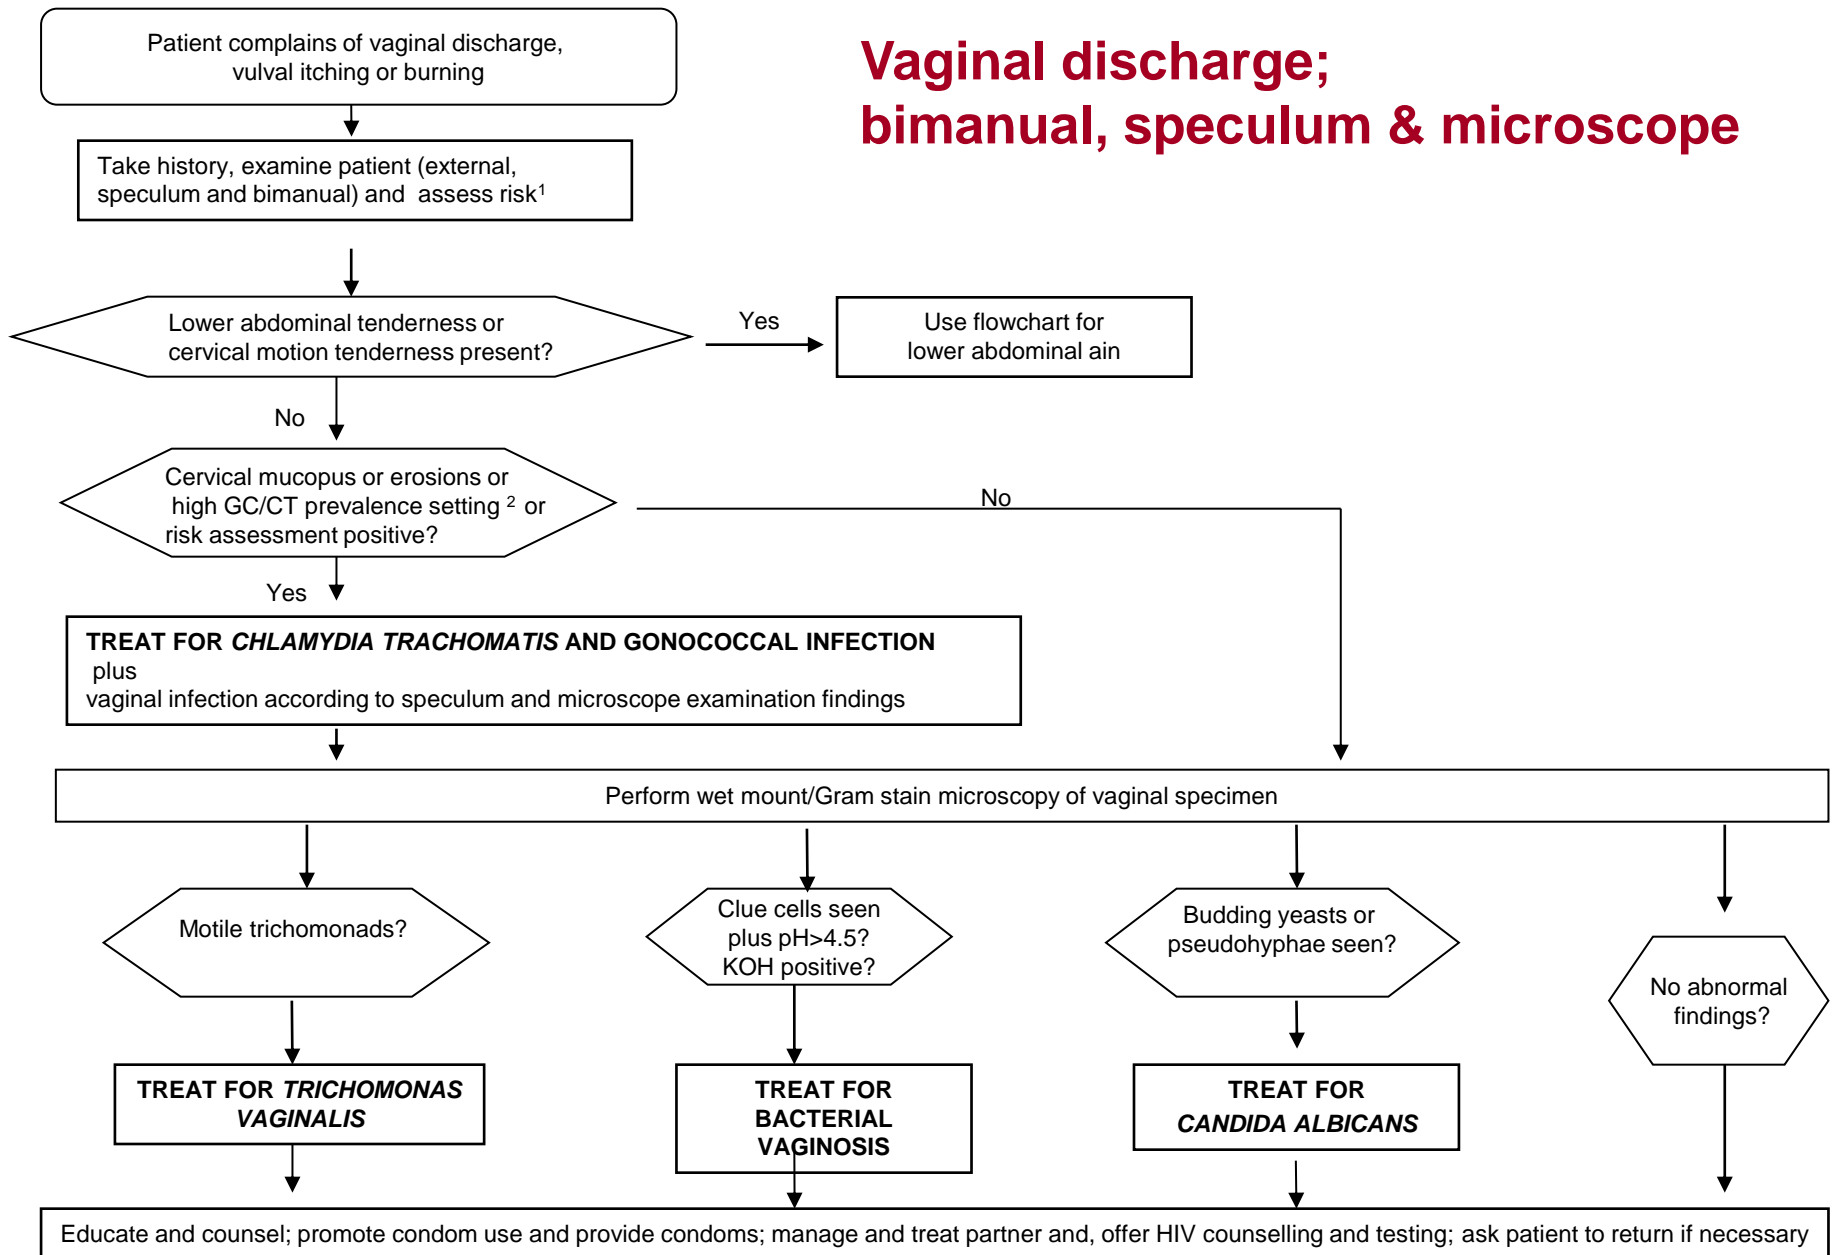 Vaginal discharge;
bimanual, speculum & microscope
Patient complains of vaginal discharge,
vulval itching or burning
Take history, examine patient (external,
speculum and bimanual) and assess risk¹
Lower abdominal tenderness or
cervical motion tenderness present?
Yes
Use flowchart for
lower abdominal ain
No
Cervical mucopus or erosions or
high GC/CT prevalence setting ² or
risk assessment positive?
No
Yes
TREAT FOR CHLAMYDIA TRACHOMATIS AND GONOCOCCAL INFECTION
plus
vaginal infection according to speculum and microscope examination findings
Perform wet mount/Gram stain microscopy of vaginal specimen
Motile trichomonads?
Clue cells seen
plus pH>4.5?
KOH positive?
Budding yeasts or
pseudohyphae seen?
No abnormal
findings?
TREAT FOR TRICHOMONAS
VAGINALIS
TREAT FOR
BACTERIAL
VAGINOSIS
TREAT FOR
CANDIDA ALBICANS
Educate and counsel; promote condom use and provide condoms; manage and treat partner and, offer HIV counselling and testing; ask patient to return if necessary